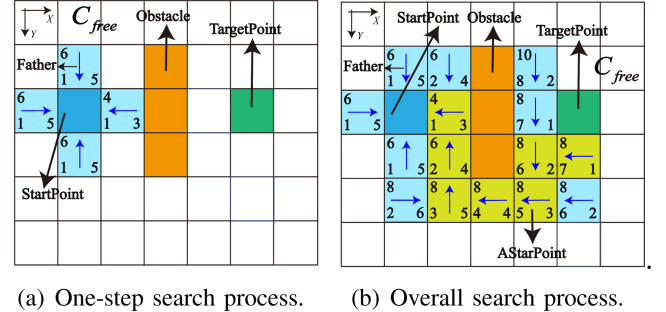 X
Y
C free
Obstacle
TargetPoint
Father
6
1 5
6
1 5
4
1 3
6
1 5
StartPoint
(a) One-step search process.
X
Y
StartPoint
Obstacle
TargetPoint
C free
Father
6
1 5
6
2 4
10
8 2
6
1 5
4
1 3
8
7 1
6
1 5
6
2 4
8
6 2
8
7 1
8
2 6
8
3 5
8
4 4
8
5 3
8
6 2
AStarPoint
(b) Overall search process.